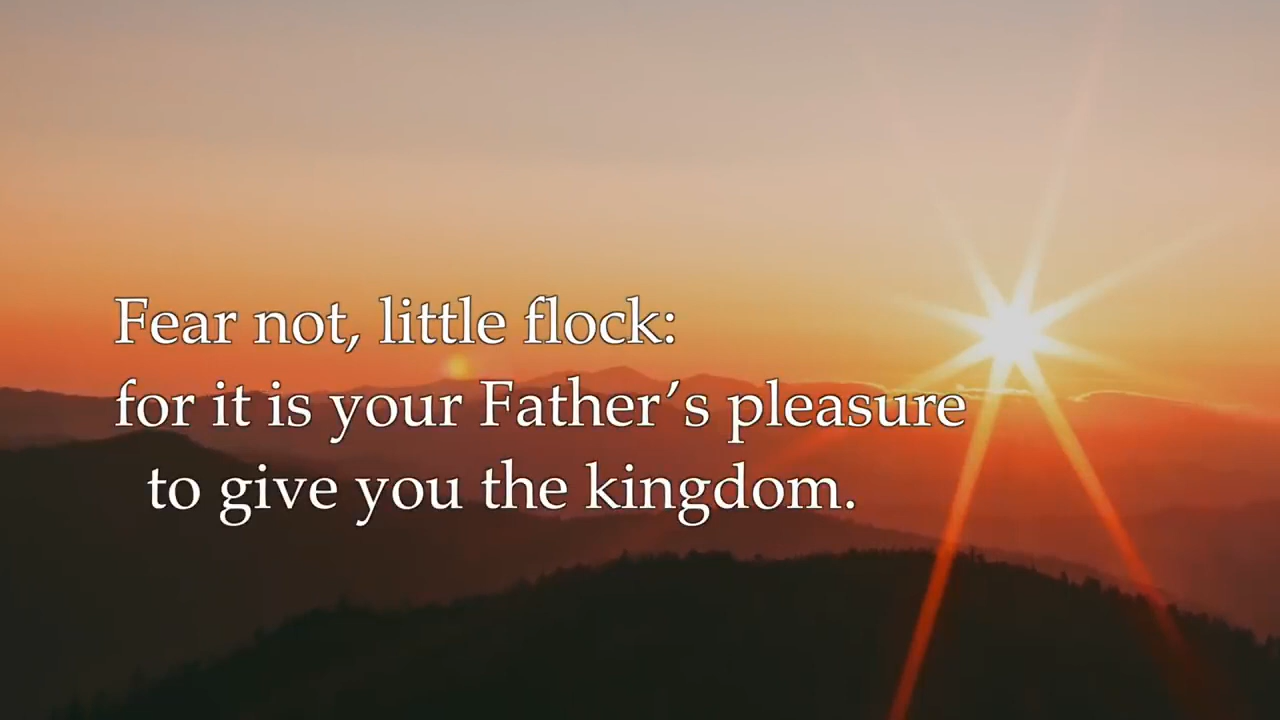 Fear not, little flock:
for it is your Father’s pleasure
to give you the kingdom.